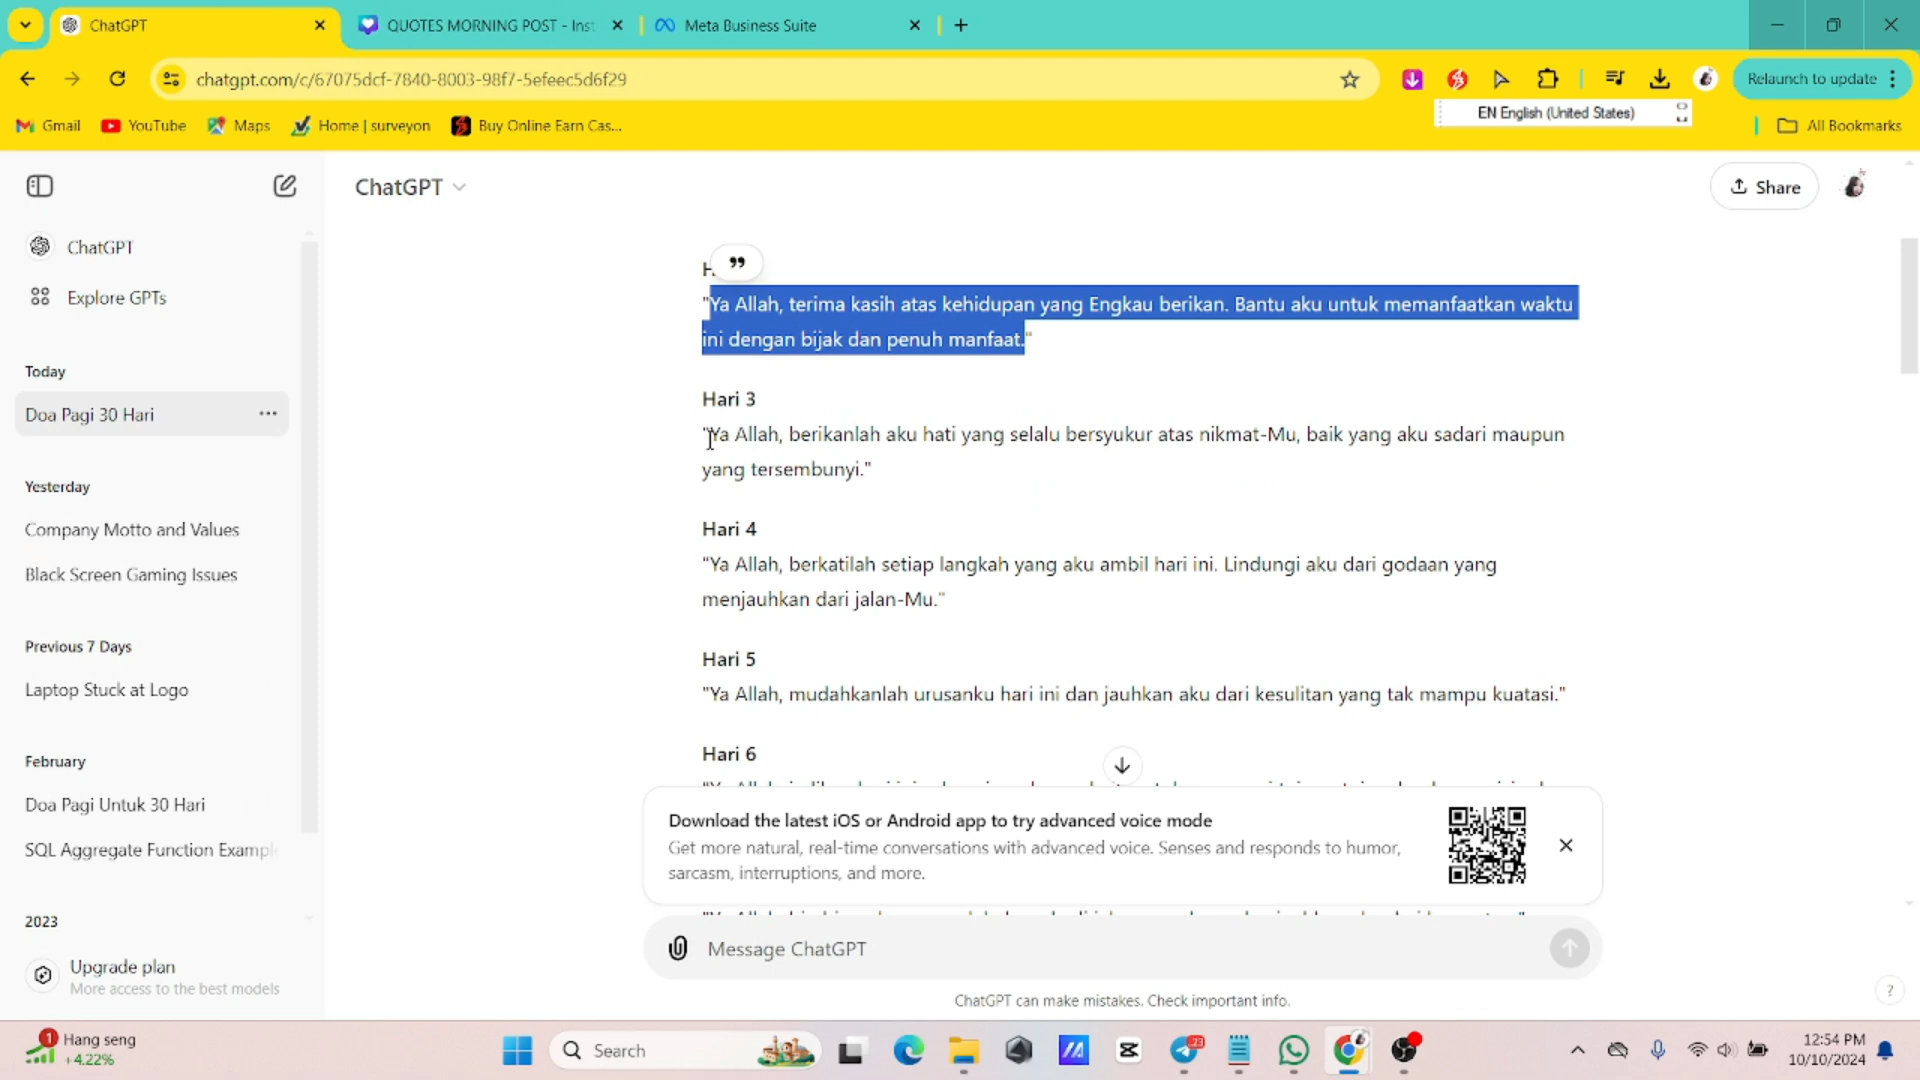 ChatGPT
QUOTES MORNING POST - Inst
Meta Business Suite
chatgpt.com/c/67075dcf-7840-8003-98f7-5efeec5d6f29
Relaunch to update
Gmail
YouTube
Maps
Home | surveyon
Buy Online Earn Cas...
EN English (United States)
All Bookmarks
ChatGPT
Share
ChatGPT
Explore GPTs
Today
Doa Pagi 30 Hari
Yesterday
Company Motto and Values
Black Screen Gaming Issues
Previous 7 Days
Laptop Stuck at Logo
February
Doa Pagi Untuk 30 Hari
SQL Aggregate Function Example
2023
Upgrade plan
More access to the best models
"Ya Allah, terima kasih atas kehidupan yang Engkau berikan. Bantu aku untuk memanfaatkan waktu
ini dengan bijak dan penuh manfaat."
Hari 3
"Ya Allah, berikanlah aku hati yang selalu bersyukur atas nikmat-Mu, baik yang aku sadari maupun
yang tersembunyi."
Hari 4
"Ya Allah, berkatilah setiap langkah yang aku ambil hari ini. Lindungi aku dari godaan yang
menjauhkan dari jalan-Mu."
Hari 5
"Ya Allah, mudahkanlah urusanku hari ini dan jauhkan aku dari kesulitan yang tak mampu kuatasi."
Hari 6
Download the latest iOS or Android app to try advanced voice mode
Get more natural, real-time conversations with advanced voice. Senses and responds to humor,
sarcasm, interruptions, and more.
Message ChatGPT
ChatGPT can make mistakes. Check important info.
?
1
Hang seng
+4.22%
Search
23
12:54 PM
10/10/2024